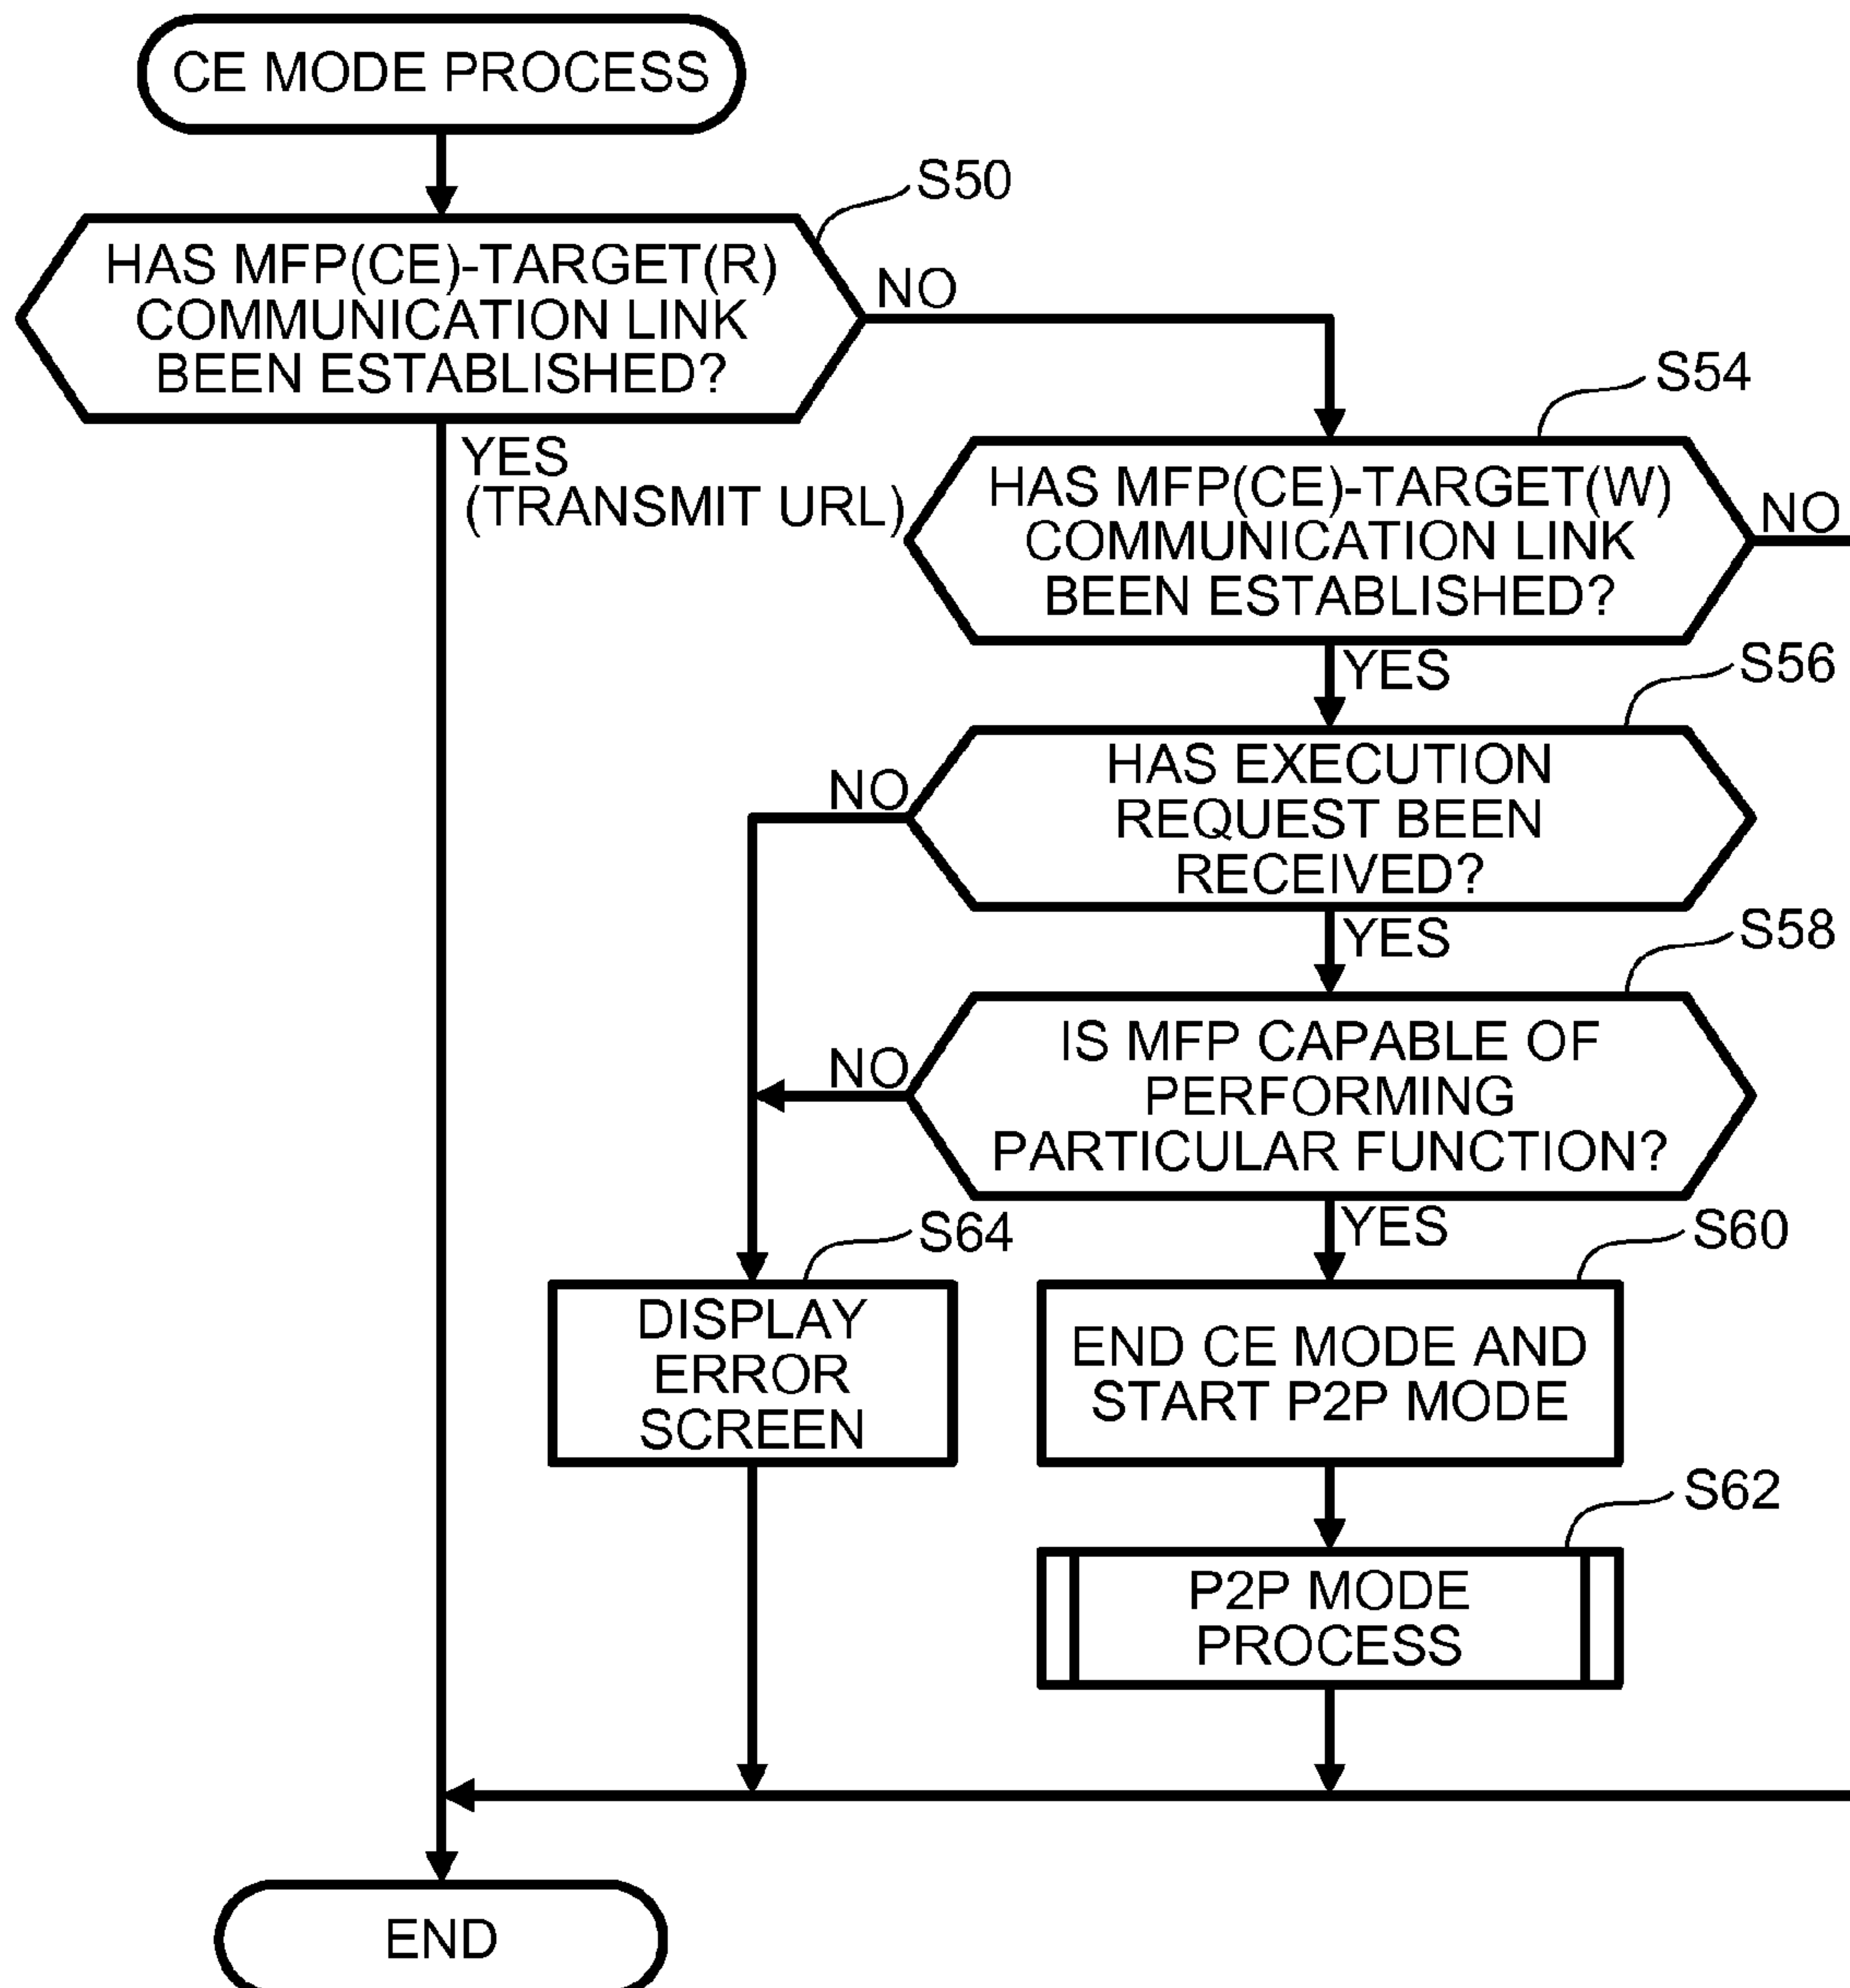 CE MODE PROCESS
S50
HAS MFP(CE)-TARGET(R)
COMMUNICATION LINK
BEEN ESTABLISHED?
NO
YES
(TRANSMIT URL)
S54
HAS MFP(CE)-TARGET(W)
COMMUNICATION LINK
BEEN ESTABLISHED?
NO
YES
S56
HAS EXECUTION
REQUEST BEEN
RECEIVED?
NO
YES
S58
IS MFP CAPABLE OF
PERFORMING
PARTICULAR FUNCTION?
NO
YES
S64
DISPLAY
ERROR
SCREEN
S60
END CE MODE AND
START P2P MODE
S62
P2P MODE
PROCESS
END